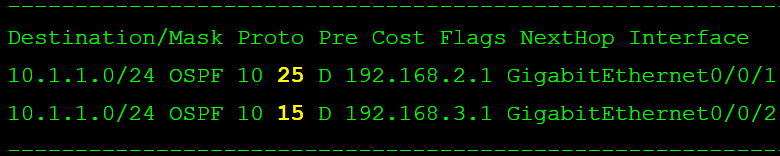 Destination/Mask Proto Pre Cost Flags NextHop Interface
10.1.1.0/24 OSPF 10 25 D 192.168.2.1 GigabitEthernet0/0/1
10.1.1.0/24 OSPF 10 15 D 192.168.3.1 GigabitEthernet0/0/2